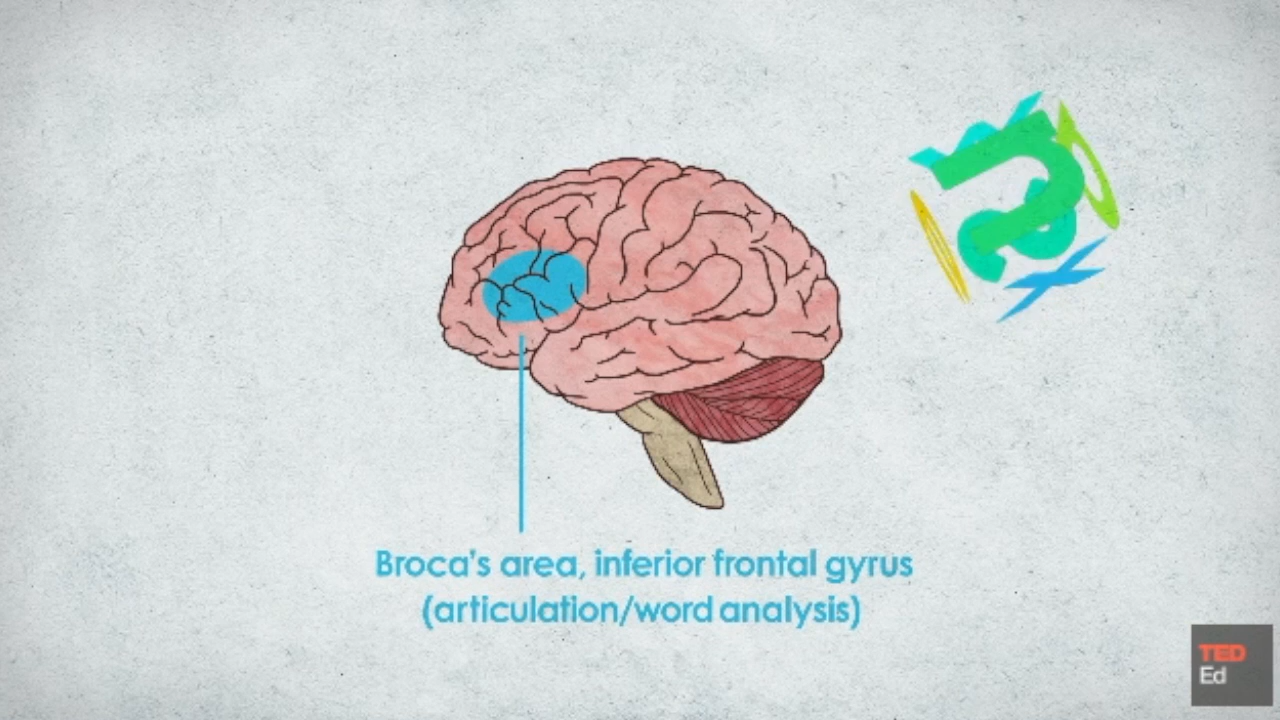 Broca's area, inferior frontal gyrus
(articulation/word analysis)
TED
Ed